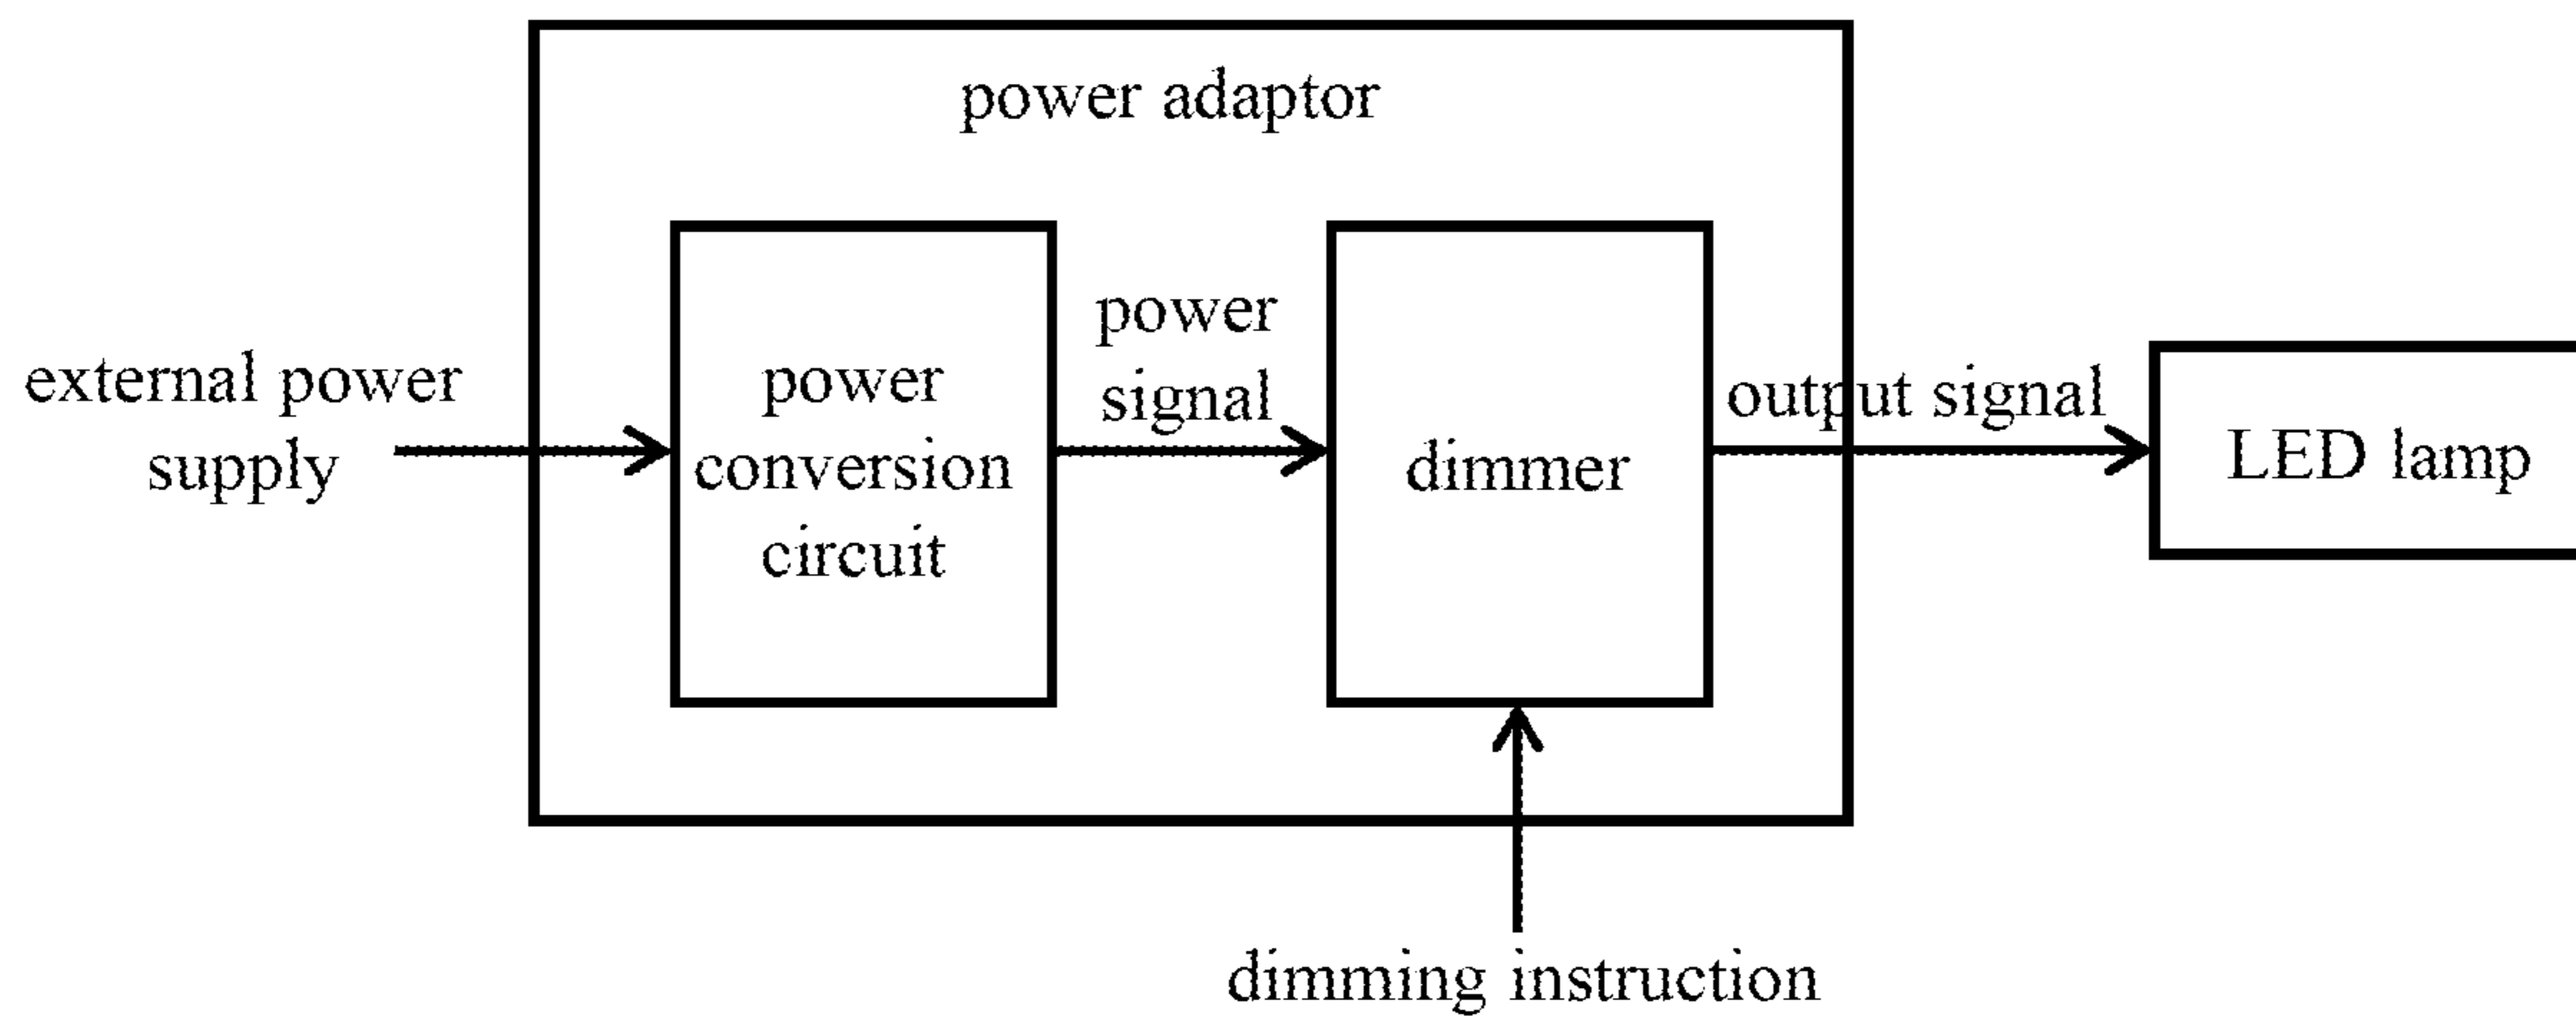 power adaptor
external power
supply
power
conversion
circuit
power
signal
dimmer
output signal
LED lamp
dimming instruction